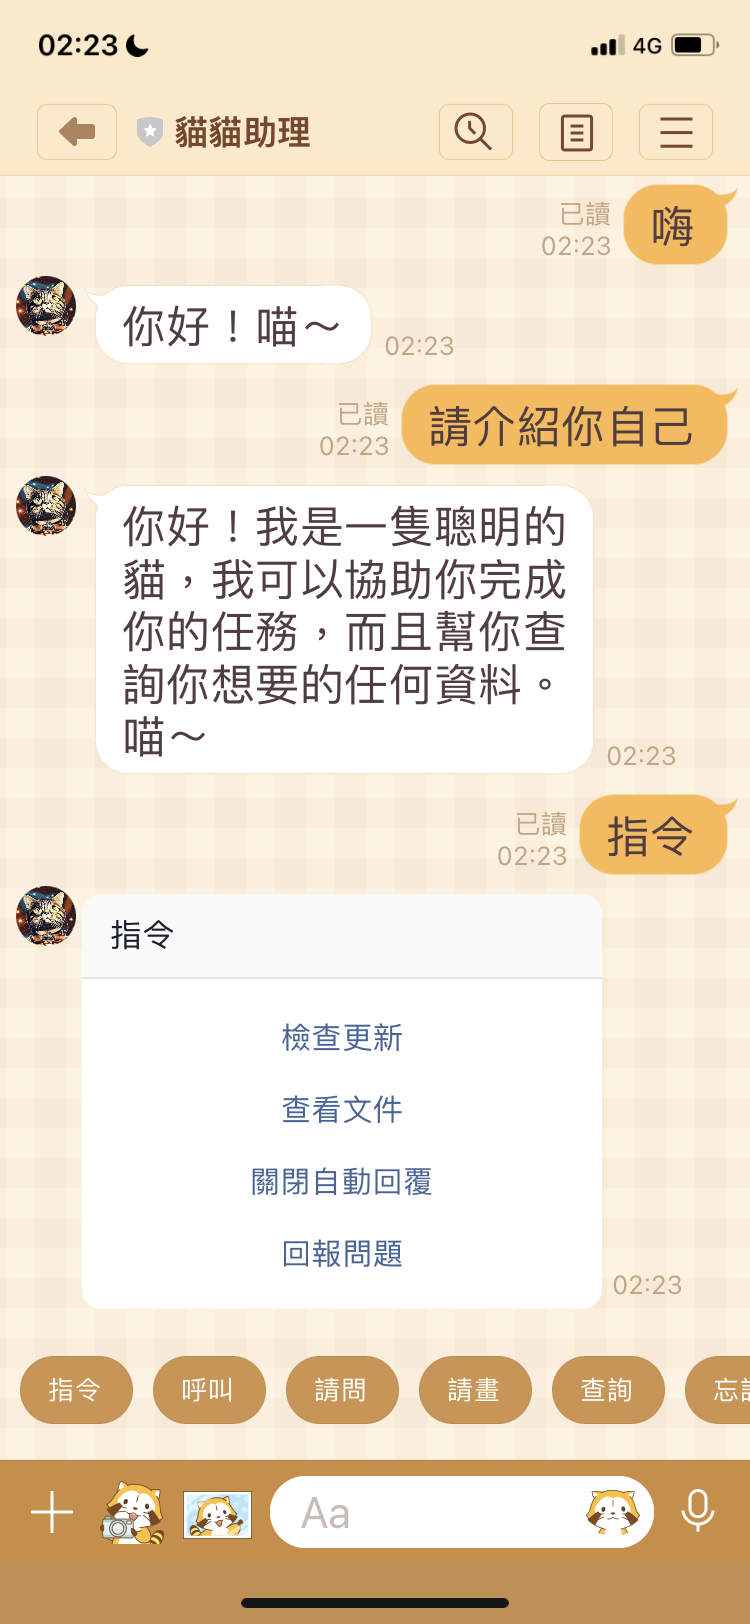 02:23
4G
貓貓助理
已讀
02:23
嗨
你好！喵～
02:23
已讀
02:23
請介紹你自己
你好！我是一隻聰明的
貓，我可以協助你完成
你的任務，而且幫你查
詢你想要的任何資料。
喵～
02:23
已讀
02:23
指令
指令
檢查更新
查看文件
關閉自動回覆
回報問題
02:23
指令
呼叫
請問
請畫
查詢
忘
Aa